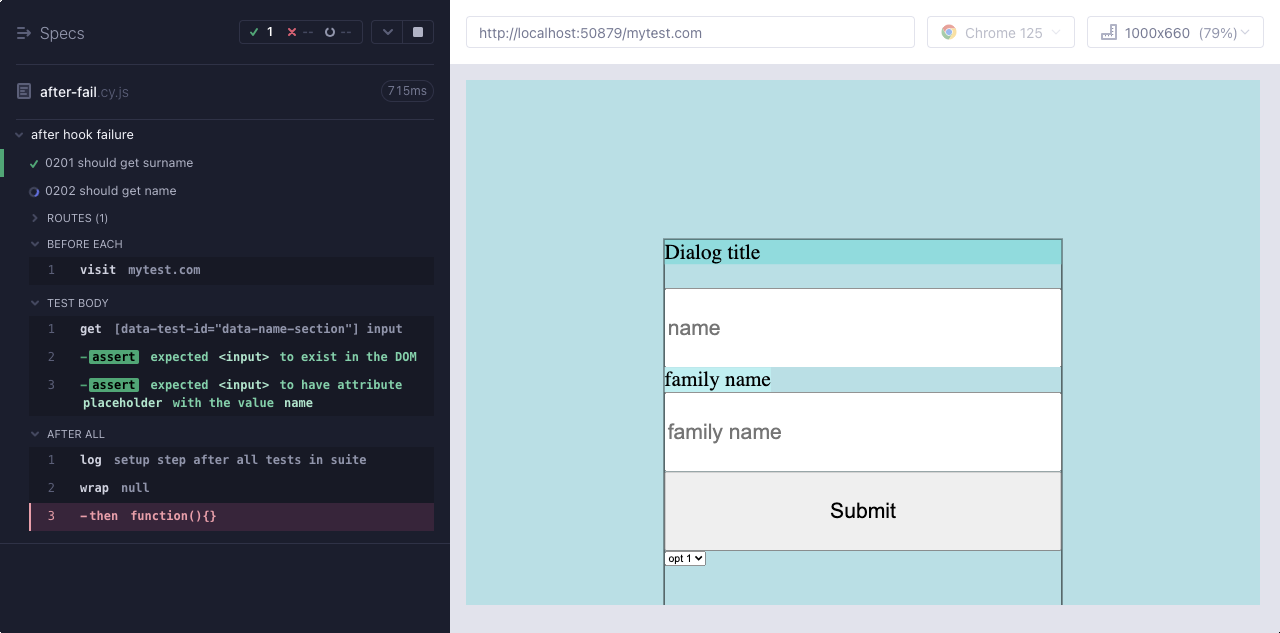 Specs
1 -- --
after-fail.cy.js 715ms
after hook failure
0201 should get surname
0202 should get name
ROUTES (1)
BEFORE EACH
1 visit mytest.com
TEST BODY
1 get [data-test-id="data-name-section"] input
2 -assert expected <input> to exist in the DOM
3 -assert expected <input> to have attribute
placeholder with the value name
AFTER ALL
1 log setup step after all tests in suite
2 wrap null
3 -then function(){}
http://localhost:50879/mytest.com
Chrome 125
1000x660 (79%)
Dialog title
name
family name
family name
Submit
opt 1